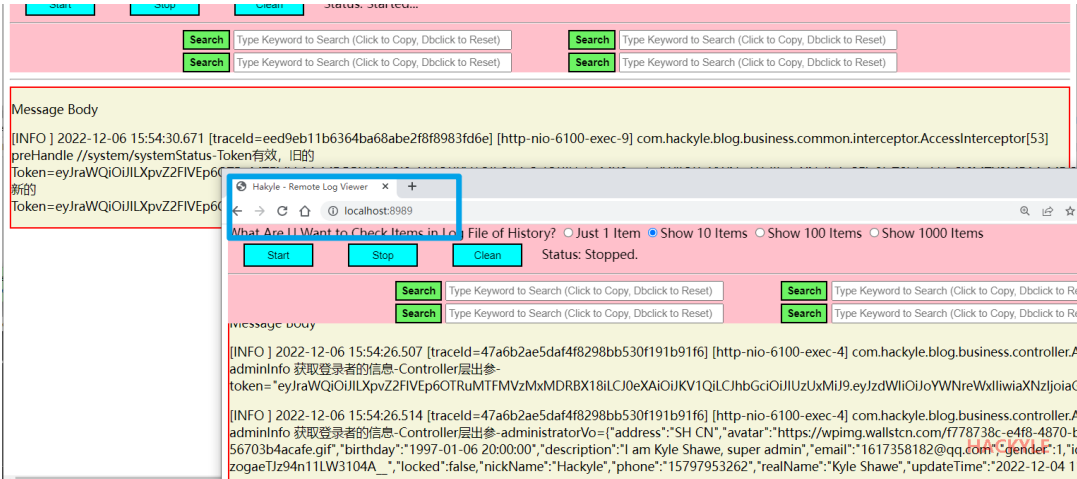 Start Stop Clean Status: Started...
Search Type Keyword to Search (Click to Copy, Dbclick to Reset) Search Type Keyword to Search (Click to Copy, Dbclick to Reset)
Search Type Keyword to Search (Click to Copy, Dbclick to Reset) Search Type Keyword to Search (Click to Copy, Dbclick to Reset)
Message Body
[INFO ] 2022-12-06 15:54:30.671 [traceId=eed9eb11b6364ba68abe2f8f8983fd6e] [http-nio-6100-exec-9] com.hackyle.blog.business.common.interceptor.AccessInterceptor[53]
preHandle //system/systemStatus-Token有效，旧的
Token=eyJraWQiOiJILXpvZ2FlVEp6
新的
Token=eyJraWQiOiJILXpvZ2FlVEp6
Hakyle - Remote Log Viewer
localhost:8989
What Are U Want to Check Items in Log File of History? Just 1 Item Show 10 Items Show 100 Items Show 1000 Items
Start Stop Clean Status: Stopped.
Search Type Keyword to Search (Click to Copy, Dbclick to Reset) Search Type Keyword to Search (Click to Copy, Dbclick to R
Search Type Keyword to Search (Click to Copy, Dbclick to Reset) Search Type Keyword to Search (Click to Copy, Dbclick to R
Message Body
[INFO ] 2022-12-06 15:54:26.507 [traceId=47a6b2ae5daf4f8298bb530f191b91f6] [http-nio-6100-exec-4] com.hackyle.blog.business.controller.A
adminInfo 获取登录者的信息-Controller层出参-
token="eyJraWQiOiJILXpvZ2FlVEp6OTRuMTFMVzMxMDRBX18iLCJ0eXAiOiJKV1QiLCJhbGciOiJIUzUxMiJ9.eyJzdWIiOiJoYWNreWxlIiwiaXNzIjoiaG
[INFO ] 2022-12-06 15:54:26.514 [traceId=47a6b2ae5daf4f8298bb530f191b91f6] [http-nio-6100-exec-4] com.hackyle.blog.business.controller.A
adminInfo 获取登录者的信息-Controller层出参-administratorVo={"address":"SH CN","avatar":"https://wpimg.wallstcn.com/f778738c-e4f8-4870-b
56703b4acafe.gif","birthday":"1997-01-06 20:00:00","description":"I am Kyle Shawe, super admin","email":"1617358182@qq.com","gender":1,"id
zogaeTJz94n11LW3104A__","locked":false,"nickName":"Hackyle","phone":"15797953262","realName":"Kyle Shawe","updateTime":"2022-12-04 1
HACKYLE